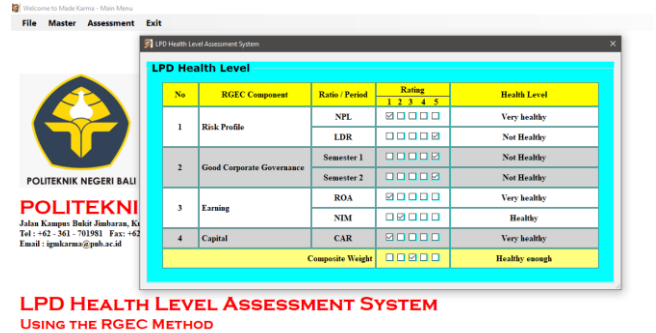 Welcome to Made Karma - Main Menu
File Master Assessment Exit
LPD Health Level Assessment System
LPD Health Level
No RGEC Component Ratio / Period Rating Health Level
1 2 3 4 5
1 Risk Profile NPL Very healthy
LDR Not Healthy
2 Good Corporate Governance Semester 1 Not Healthy
Semester 2 Not Healthy
3 Earning ROA Very healthy
NIM Healthy
4 Capital CAR Very healthy
Composite Weight Healthy enough
POLITEKNIK NEGERI BALI
POLITEKNI
Jalan Kampus Bukit Jimbaran, Ku
Tel : +62 - 361 - 701981 Fax: +62
Email : igmkarma@pnb.ac.id
LPD HEALTH LEVEL ASSESSMENT SYSTEM
USING THE RGEC METHOD